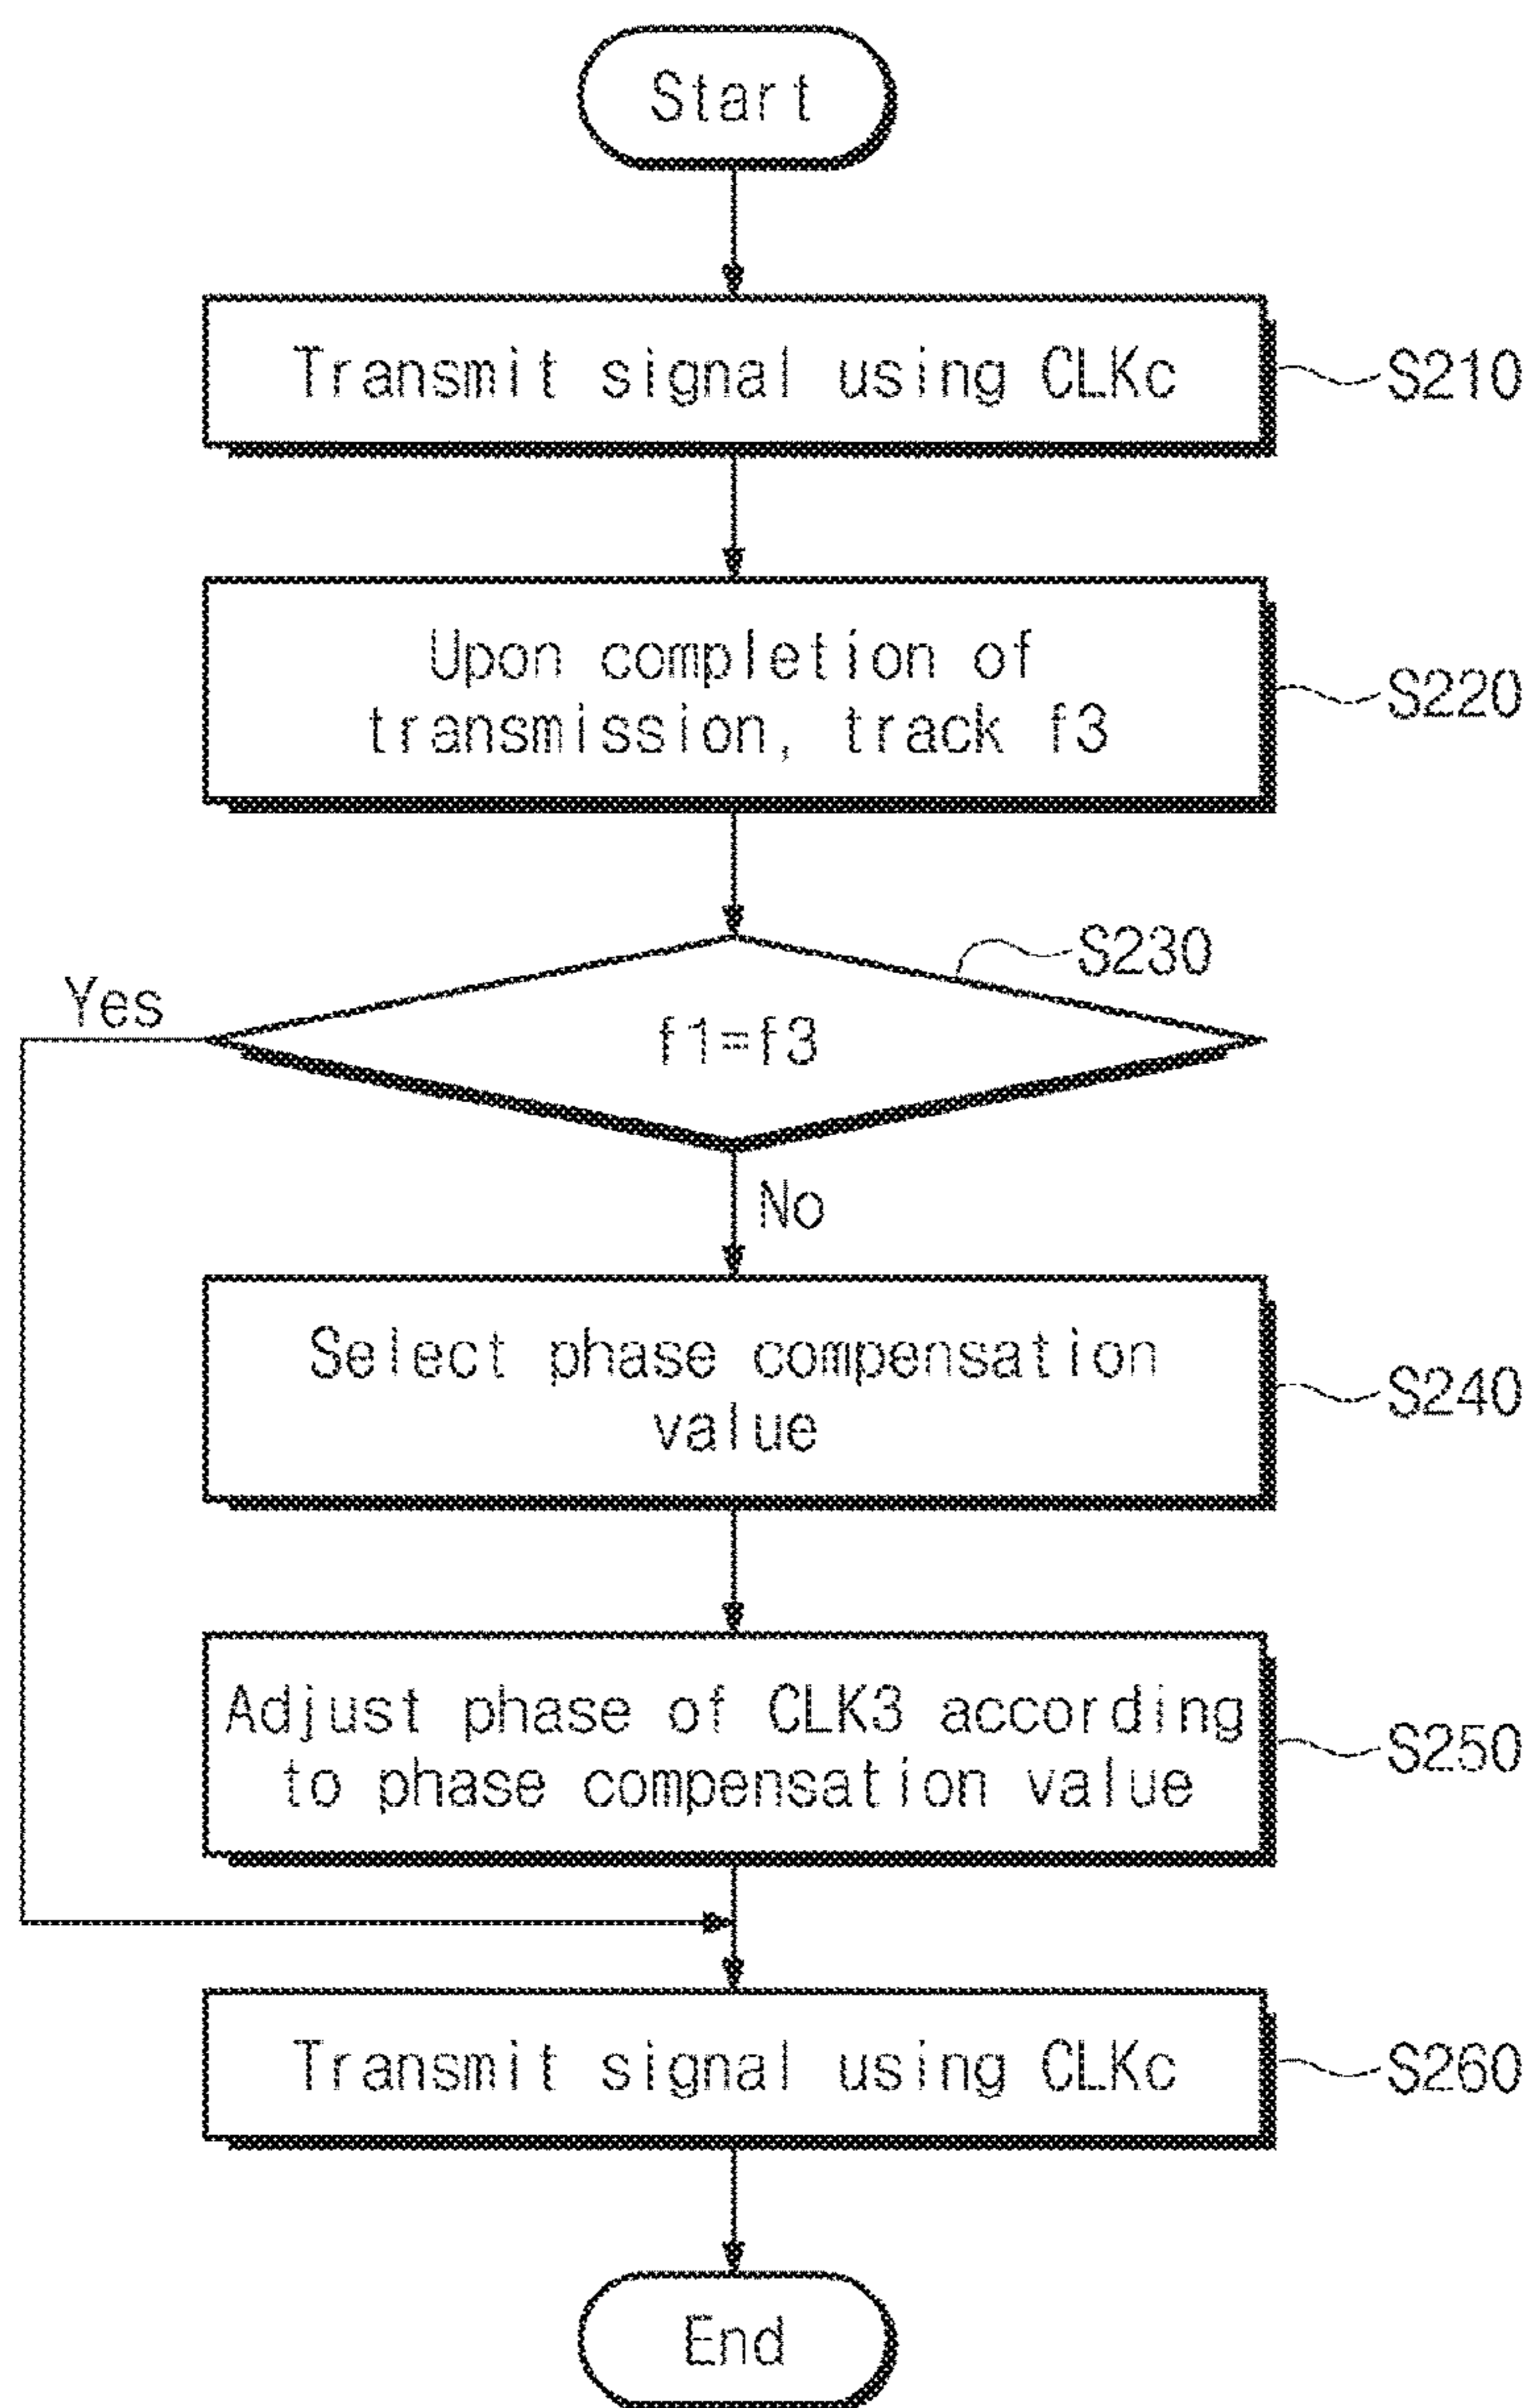 Start
Transmit signal using CLKc
S210
Upon completion of
transmission, track f3
S220
S230
Yes
f1=f3
No
Select phase compensation
value
S240
Adjust phase of CLK3 according
to phase compensation value
S250
Transmit signal using CLKc
S260
End